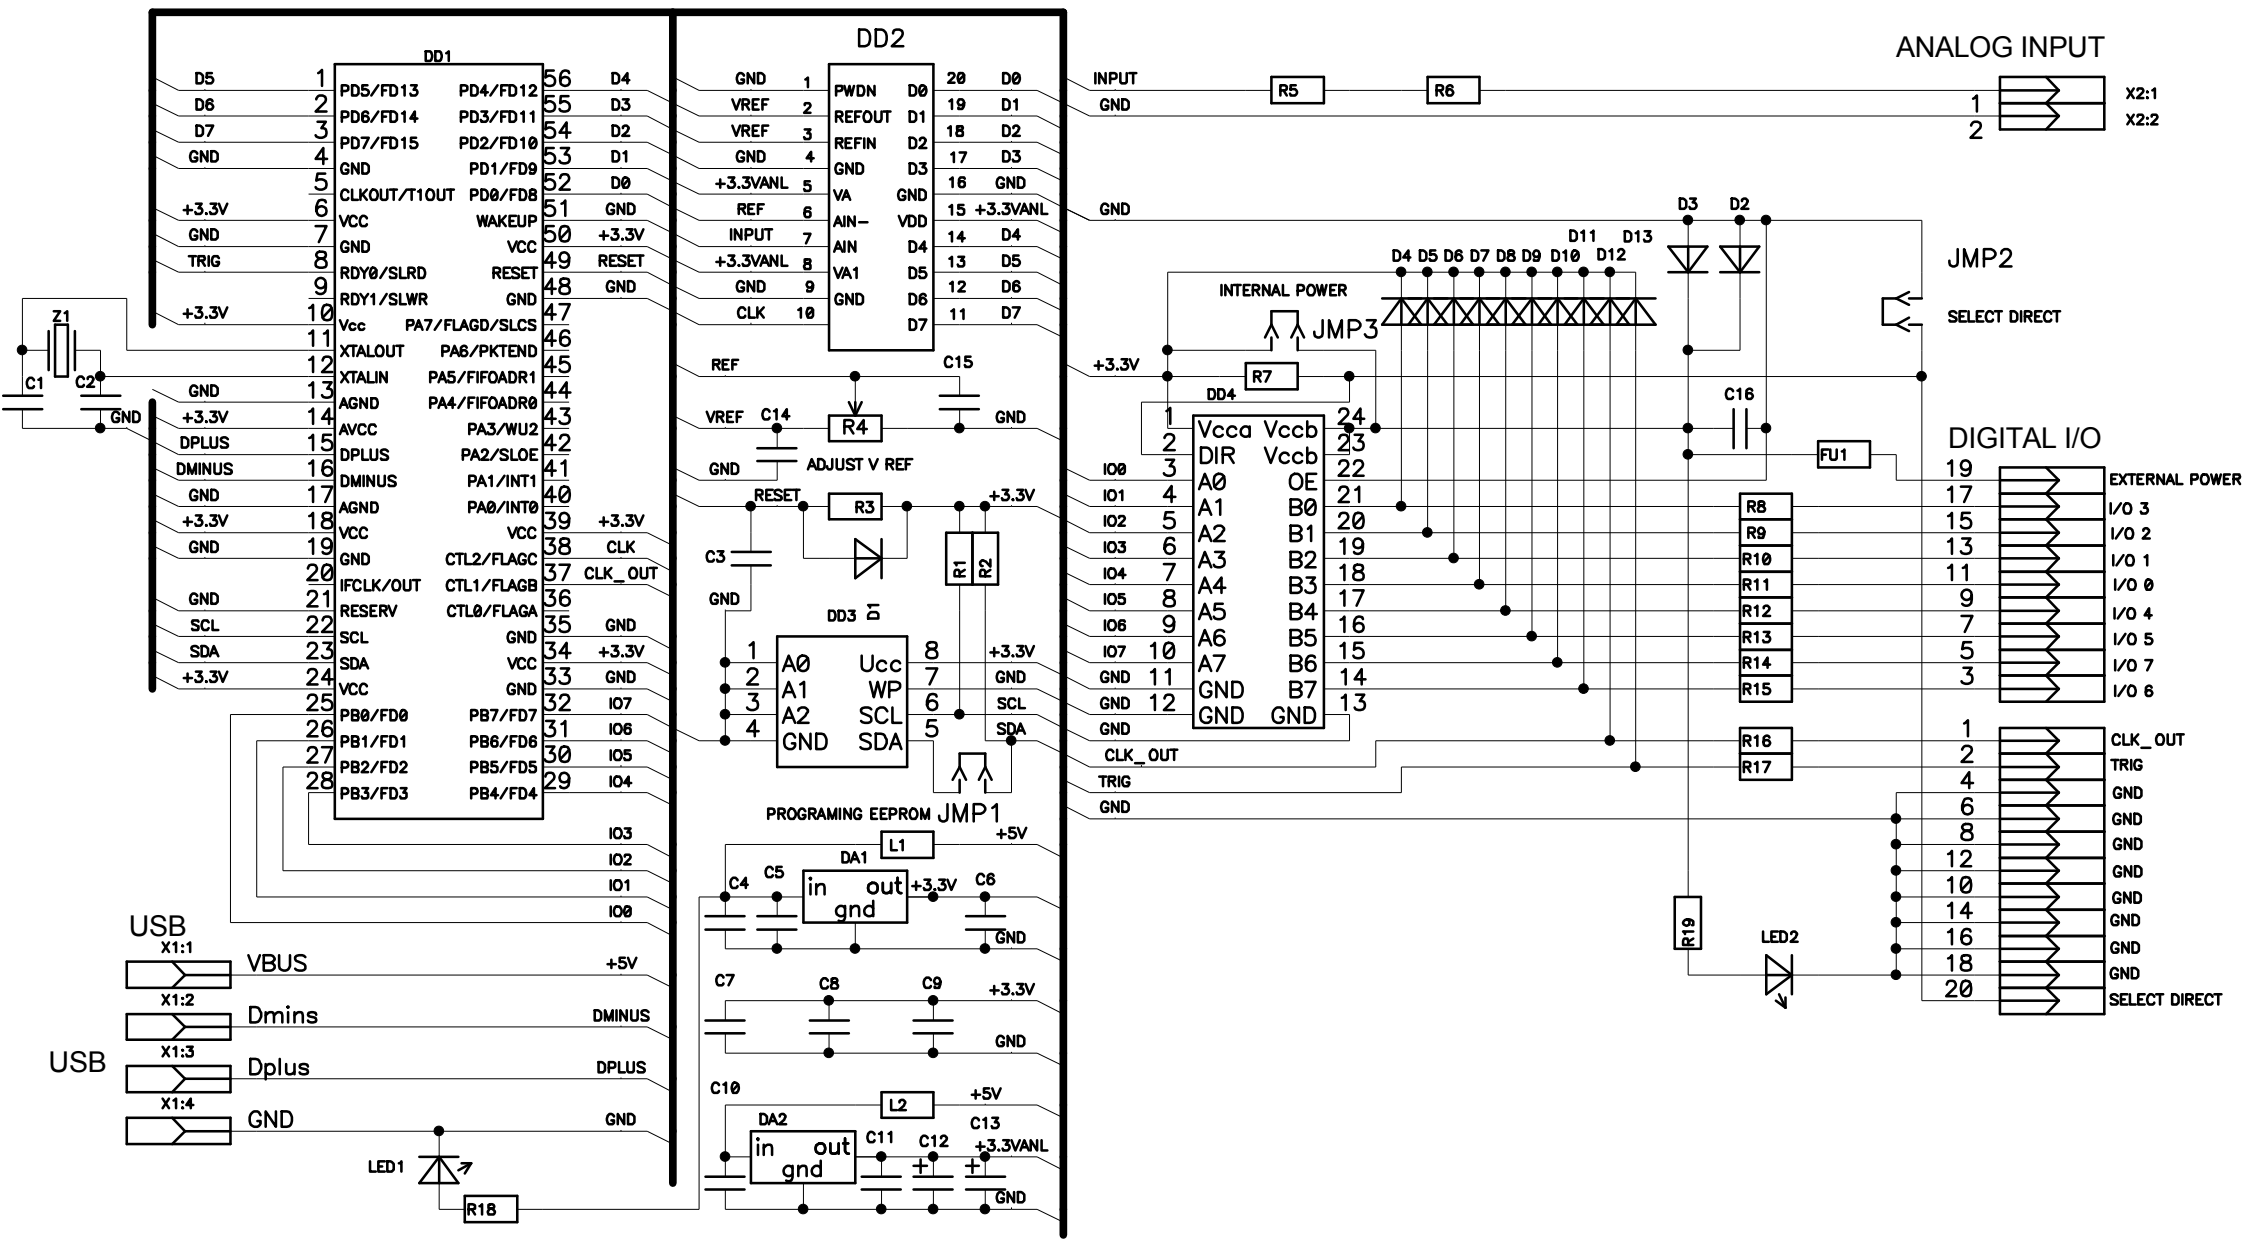 DD1
D5 1 PD5/FD13 PD4/FD12 56 D4
D6 2 PD6/FD14 PD3/FD11 55 D3
D7 3 PD7/FD15 PD2/FD10 54 D2
GND 4 GND PD1/FD9 53 D1
5 CLKOUT/T1OUT PD0/FD8 52 D0
+3.3V 6 VCC WAKEUP 51 GND
GND 7 GND VCC 50 +3.3V
TRIG 8 RDY0/SLRD RESET 49 RESET
9 RDY1/SLWR GND 48 GND
+3.3V 10 Vcc PA7/FLAGD/SLCS 47
11 XTALOUT PA6/PKTEND 46
12 XTALIN PA5/FIFOADR1 45
GND 13 AGND PA4/FIFOADR0 44
+3.3V 14 AVCC PA3/WU2 43
DPLUS 15 DPLUS PA2/SLOE 42
DMINUS 16 DMINUS PA1/INT1 41
GND 17 AGND PA0/INT0 40
+3.3V 18 VCC VCC 39 +3.3V
GND 19 GND CTL2/FLAGC 38 CLK
20 IFCLK/OUT CTL1/FLAGB 37 CLK_OUT
GND 21 RESERV CTL0/FLAGA 36
SCL 22 SCL GND 35 GND
SDA 23 SDA VCC 34 +3.3V
+3.3V 24 VCC GND 33 GND
25 PB0/FD0 PB7/FD7 32 IO7
26 PB1/FD1 PB6/FD6 31 IO6
27 PB2/FD2 PB5/FD5 30 IO5
28 PB3/FD3 PB4/FD4 29 IO4
IO3
IO2
IO1
IO0
Z1
C1 C2
GND
USB
X1:1
VBUS +5V
X1:2
Dmins DMINUS
USB
X1:3
Dplus DPLUS
X1:4
GND GND
LED1
R18
DD2
GND 1 PWDN D0 20 D0
VREF 2 REFOUT D1 19 D1
VREF 3 REFIN D2 18 D2
GND 4 GND D3 17 D3
+3.3VANL 5 VA GND 16 GND
REF 6 AIN- VDD 15 +3.3VANL
INPUT 7 AIN D4 14 D4
+3.3VANL 8 VA1 D5 13 D5
GND 9 GND D6 12 D6
CLK 10 D7 11 D7
REF C15
VREF C14 R4 GND
GND ADJUST V REF
RESET R3 +3.3V
C3 R1 R2
GND
DD3 D1
1 A0 Ucc 8 +3.3V
2 A1 WP 7 GND
3 A2 SCL 6 SCL
4 GND SDA 5 SDA
PROGRAMING EEPROM JMP1
L1 +5V
DA1
C4 C5 in out +3.3V C6
gnd
GND
C7 C8 C9 +3.3V
GND
C10 L2 +5V
DA2 C13
in out C11 C12 +3.3VANL
gnd + +
GND
ANALOG INPUT
INPUT R5 R6 X2:1
GND 1 X2:2
2
GND D3 D2
D11 D13
D4 D5 D6 D7 D8 D9 D10 D12
JMP2
INTERNAL POWER
JMP3 SELECT DIRECT
+3.3V R7
DD4 C16
1 Vcca Vccb 24
2 DIR Vccb 23
IO0 3 A0 OE 22
IO1 4 A1 B0 21
IO2 5 A2 B1 20
IO3 6 A3 B2 19
IO4 7 A4 B3 18
IO5 8 A5 B4 17
IO6 9 A6 B5 16
IO7 10 A7 B6 15
GND 11 GND B7 14
GND 12 GND GND 13
GND
CLK_OUT
TRIG
GND
DIGITAL I/O
FU1 19 EXTERNAL POWER
R8 17 I/O 3
R9 15 I/O 2
R10 13 I/O 1
R11 11 I/O 0
R12 9 I/O 4
R13 7 I/O 5
R14 5 I/O 7
R15 3 I/O 6
R16 1 CLK_OUT
R17 2 TRIG
4 GND
6 GND
8 GND
12 GND
10 GND
14 GND
16 GND
18 GND
20 SELECT DIRECT
R19
LED2